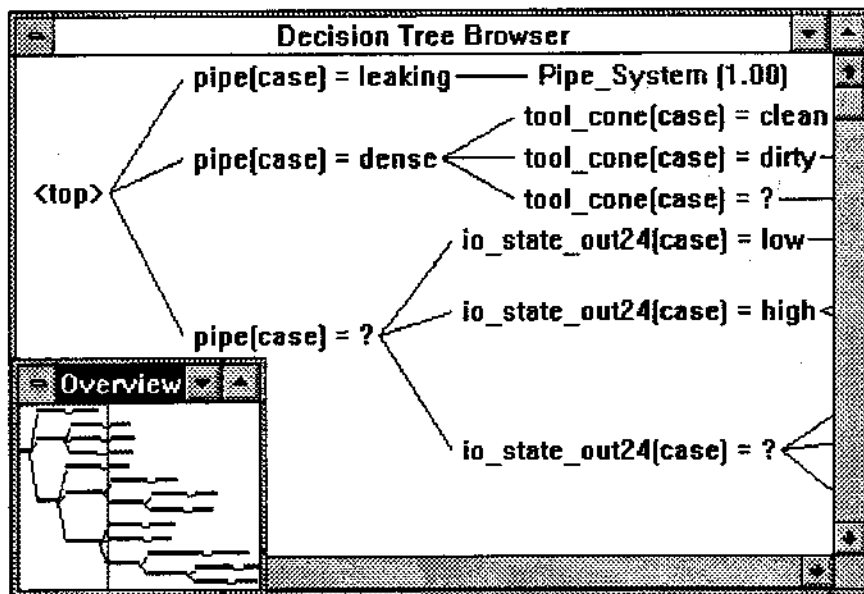 Decision Tree Browser
pipe(case) = leaking
Pipe_System (1.00)
tool_cone(case) = clean
pipe(case) = dense
tool_cone(case) = dirty
<top>
tool_cone(case) = ?
io_state_out24(case) = low
io_state_out24(case) = high
pipe(case) = ?
Overview
io_state_out24(case) = ?